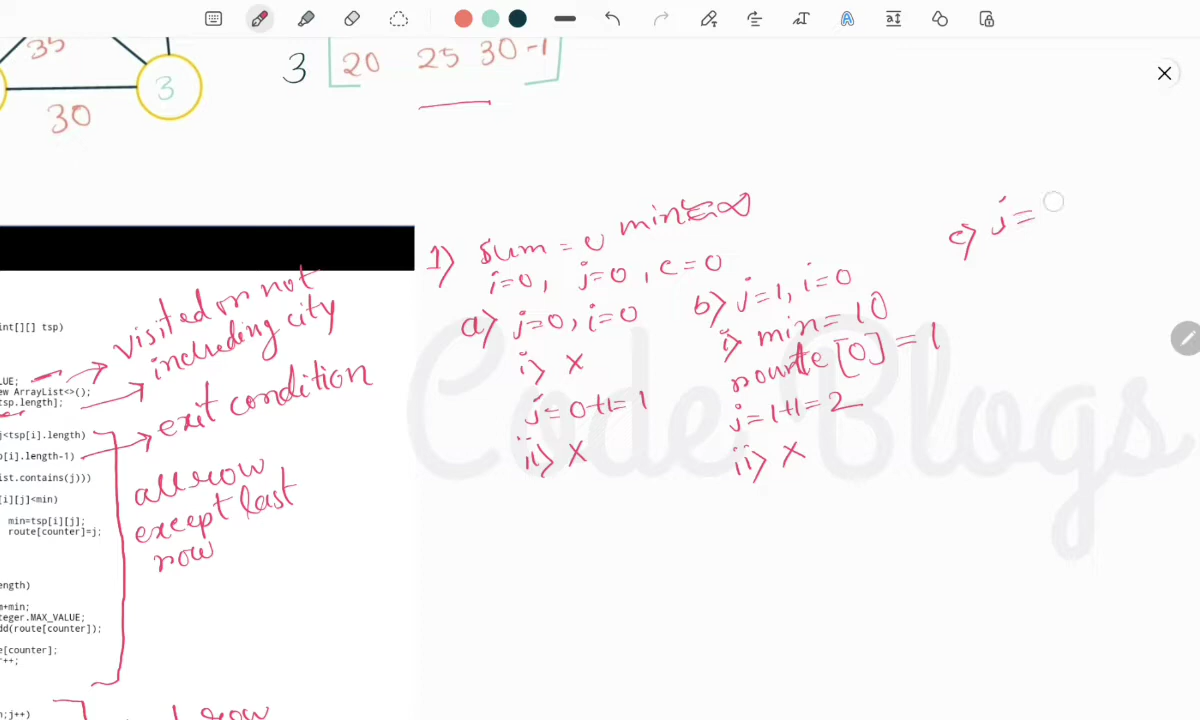 35
3
30
3 [20 25 30 -1]
int[][] tsp)
LUE;
ew ArrayList<>();
tsp.length];
j<tsp[i].length)
p[i].length-1)
ist.contains(j)))
[i][j]<min)
min=tsp[i][j];
route[counter]=j;
ength)
m+min;
teger.MAX_VALUE;
dd(route[counter]);
e[counter];
r++;
;j++)
visited or not
including city
exit condition
all row
except last
row
row
1) sum = 0 min = ∞
i=0, j=0, c=0
a) j=0, i=0
i> x
j = 0+1 = 1
ii> x
b> j=1, i=0
i> min = 10
route [0] = 1
j = 1+1 = 2
ii> x
c> j =
Code Blogs